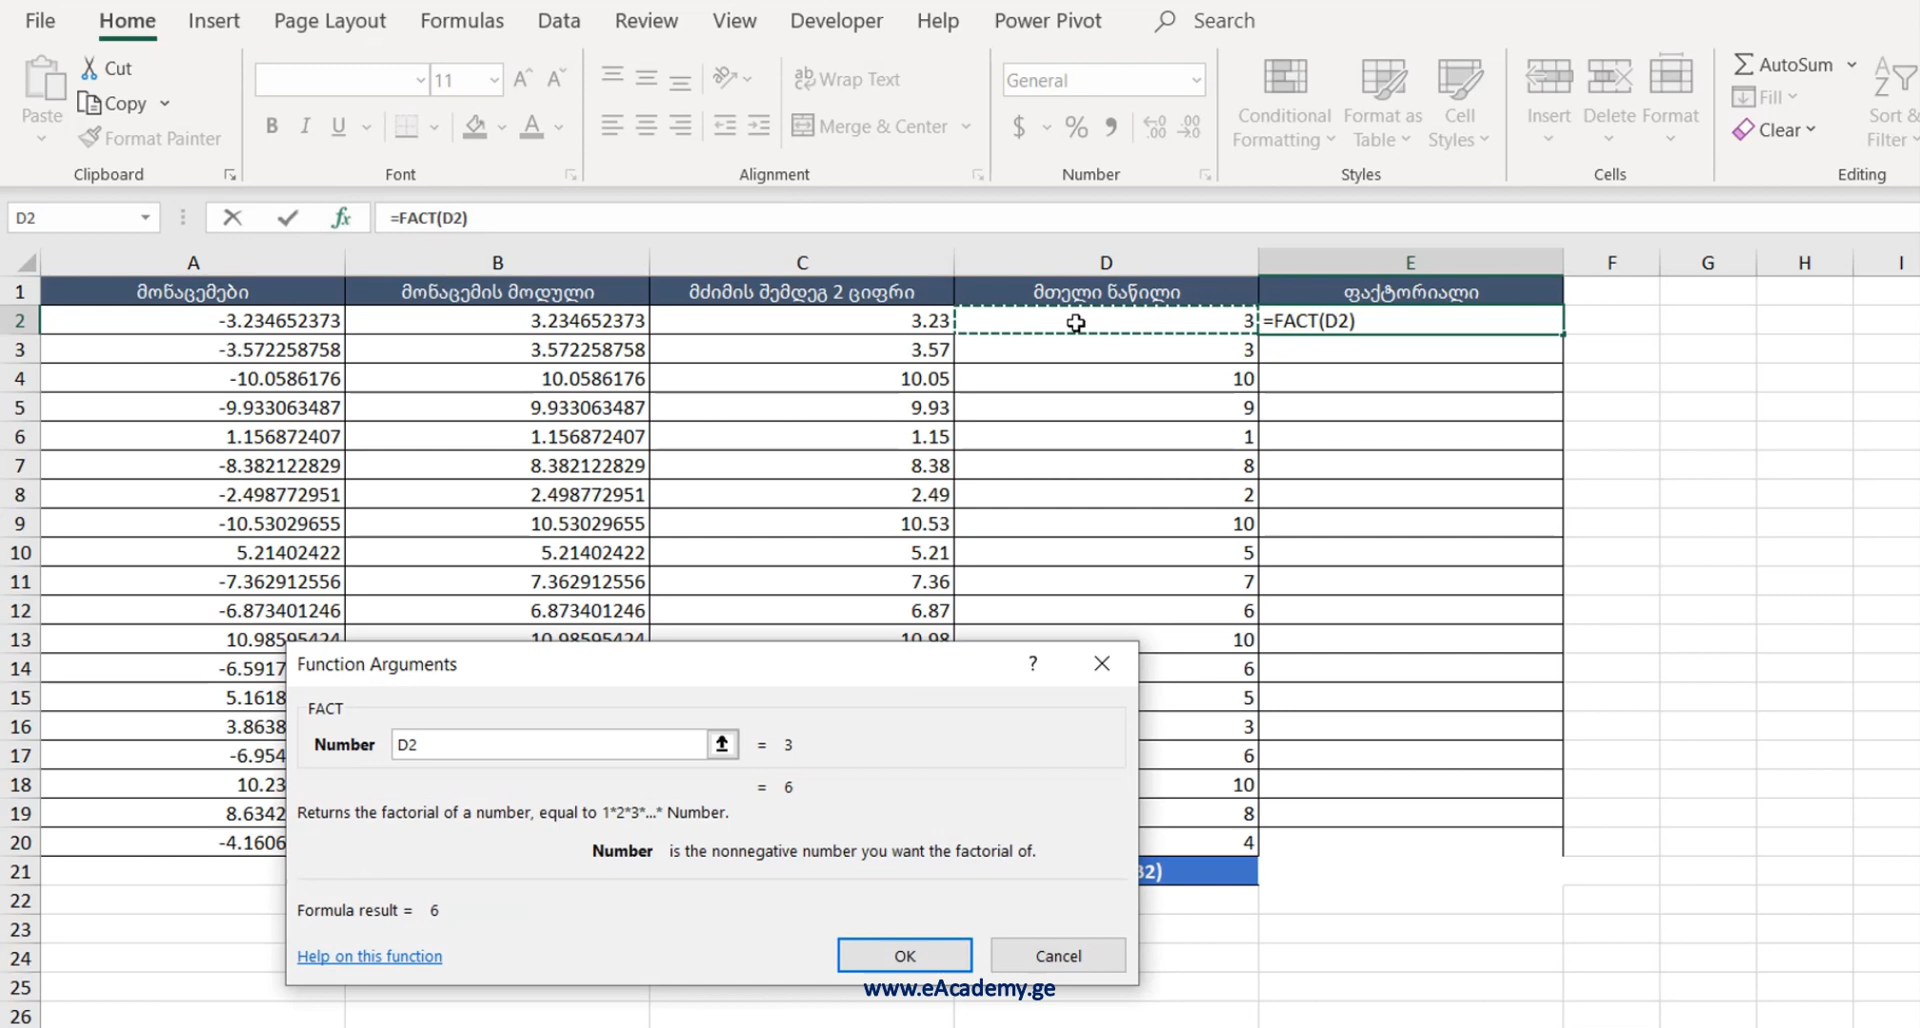 File Home Insert Page Layout Formulas Data Review View Developer Help Power Pivot Search
Paste
Cut
Copy
Format Painter
Clipboard
11
B I U
Font
Wrap Text
Merge & Center
Alignment
General
$ % ,
Number
Conditional Formatting
Format as Table
Cell Styles
Styles
Insert Delete Format
Cells
AutoSum
Fill
Clear
Sort &
Filter
Editing
D2 fx =FACT(D2)
A B C D E F G H I
1 მონაცემები მონაცემის მოდული მძიმის შემდეგ 2 ციფრი მთელი ნაწილი ფაქტორიალი
2 -3.234652373 3.234652373 3.23 3 =FACT(D2)
3 -3.572258758 3.572258758 3.57 3
4 -10.0586176 10.0586176 10.05 10
5 -9.933063487 9.933063487 9.93 9
6 1.156872407 1.156872407 1.15 1
7 -8.382122829 8.382122829 8.38 8
8 -2.498772951 2.498772951 2.49 2
9 -10.53029655 10.53029655 10.53 10
10 5.21402422 5.21402422 5.21 5
11 -7.362912556 7.362912556 7.36 7
12 -6.873401246 6.873401246 6.87 6
13 10.98595424 10.98595424 10.98 10
14 -6.5917 6
15 5.1618 5
16 3.8638 3
17 -6.954 6
18 10.23 10
19 8.6342 8
20 -4.1606 4
21 B2)
22
23
24
25
26
Function Arguments ?
FACT
Number D2 = 3
= 6
Returns the factorial of a number, equal to 1*2*3*...* Number.
Number is the nonnegative number you want the factorial of.
Formula result = 6
Help on this function
OK Cancel
www.eAcademy.ge